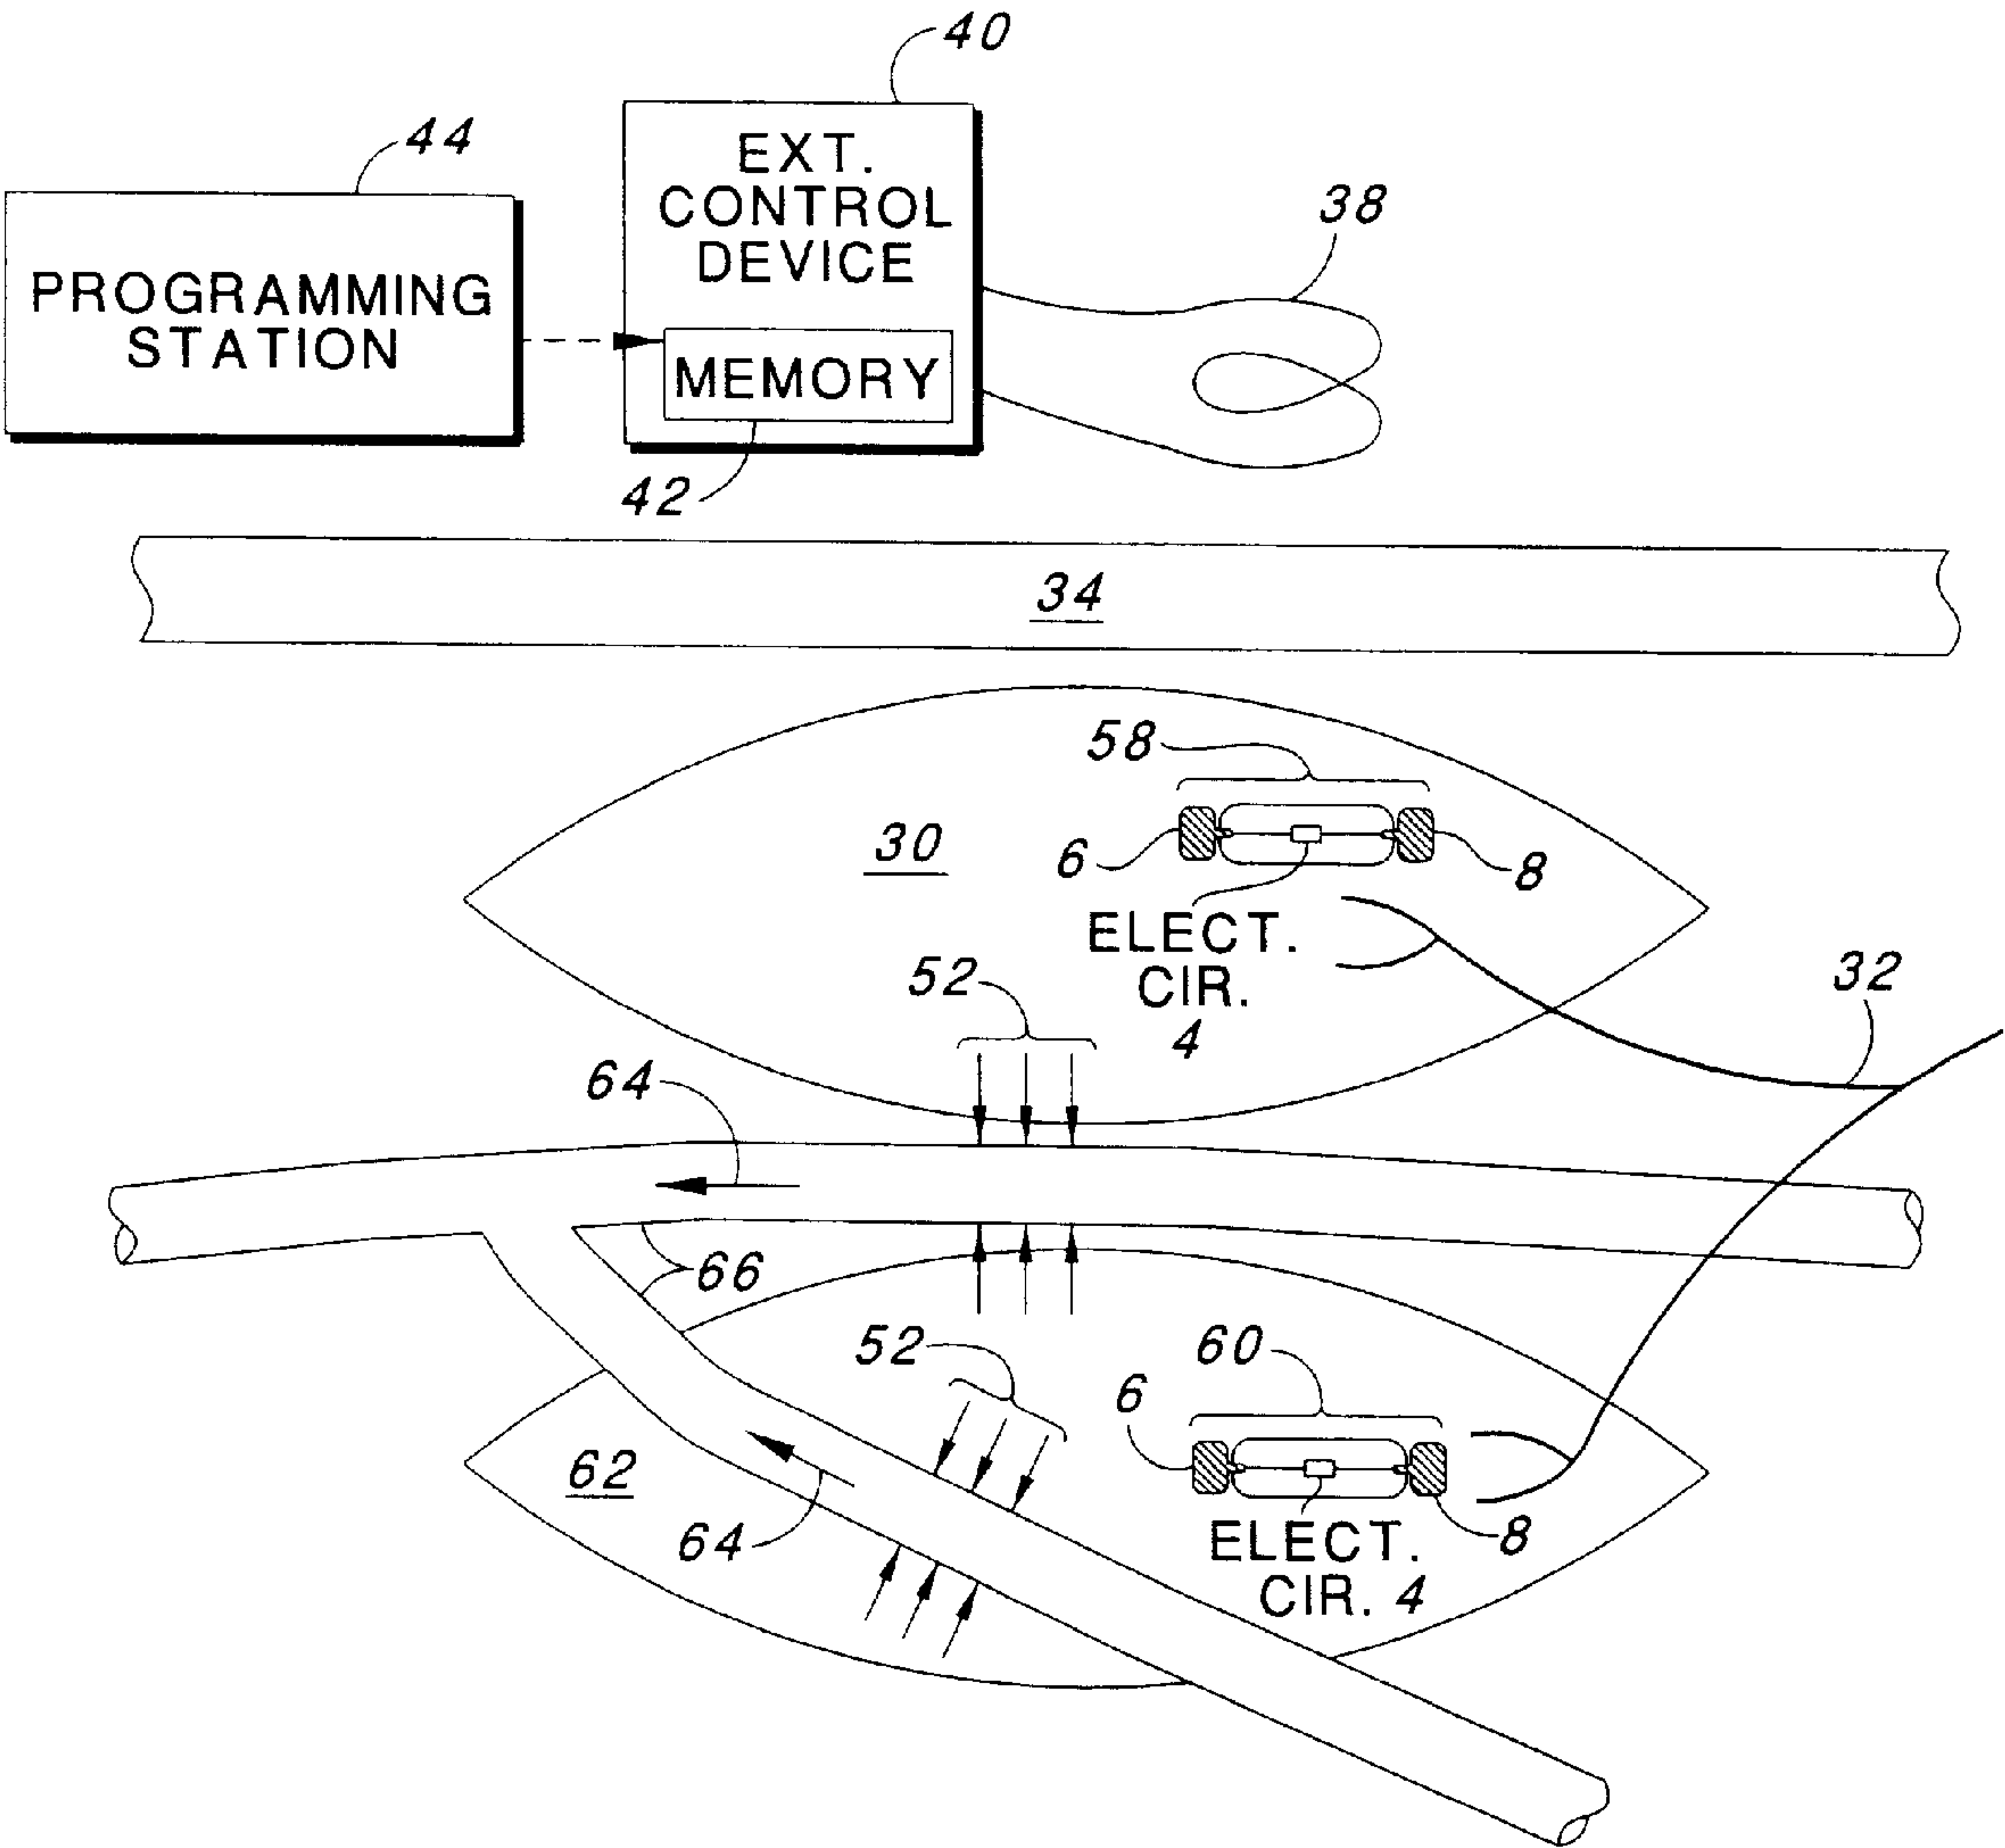 40
44
EXT.
CONTROL
DEVICE
38
PROGRAMMING
STATION
MEMORY
42
34
58
30
6
8
ELECT.
CIR.
4
52
32
64
66
52
60
6
62
64
8
ELECT.
CIR. 4